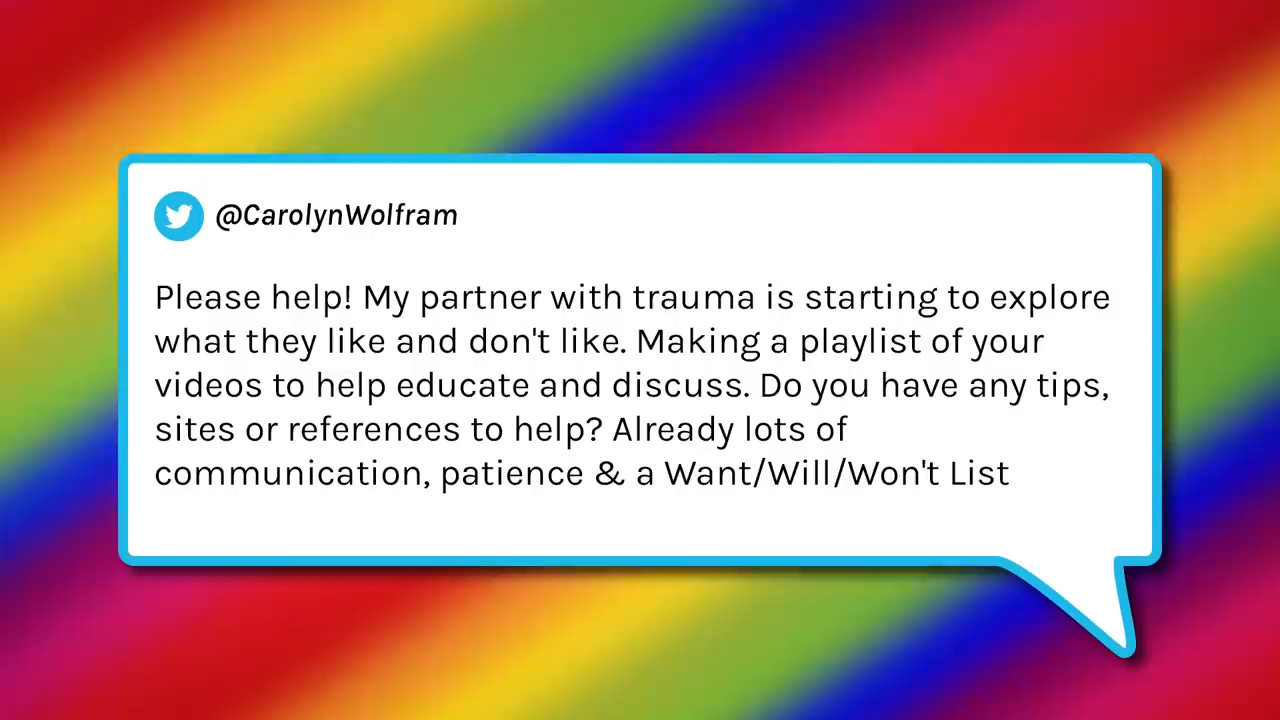 @CarolynWolfram
Please help! My partner with trauma is starting to explore
what they like and don't like. Making a playlist of your
videos to help educate and discuss. Do you have any tips,
sites or references to help? Already lots of
communication, patience & a Want/Will/Won't List